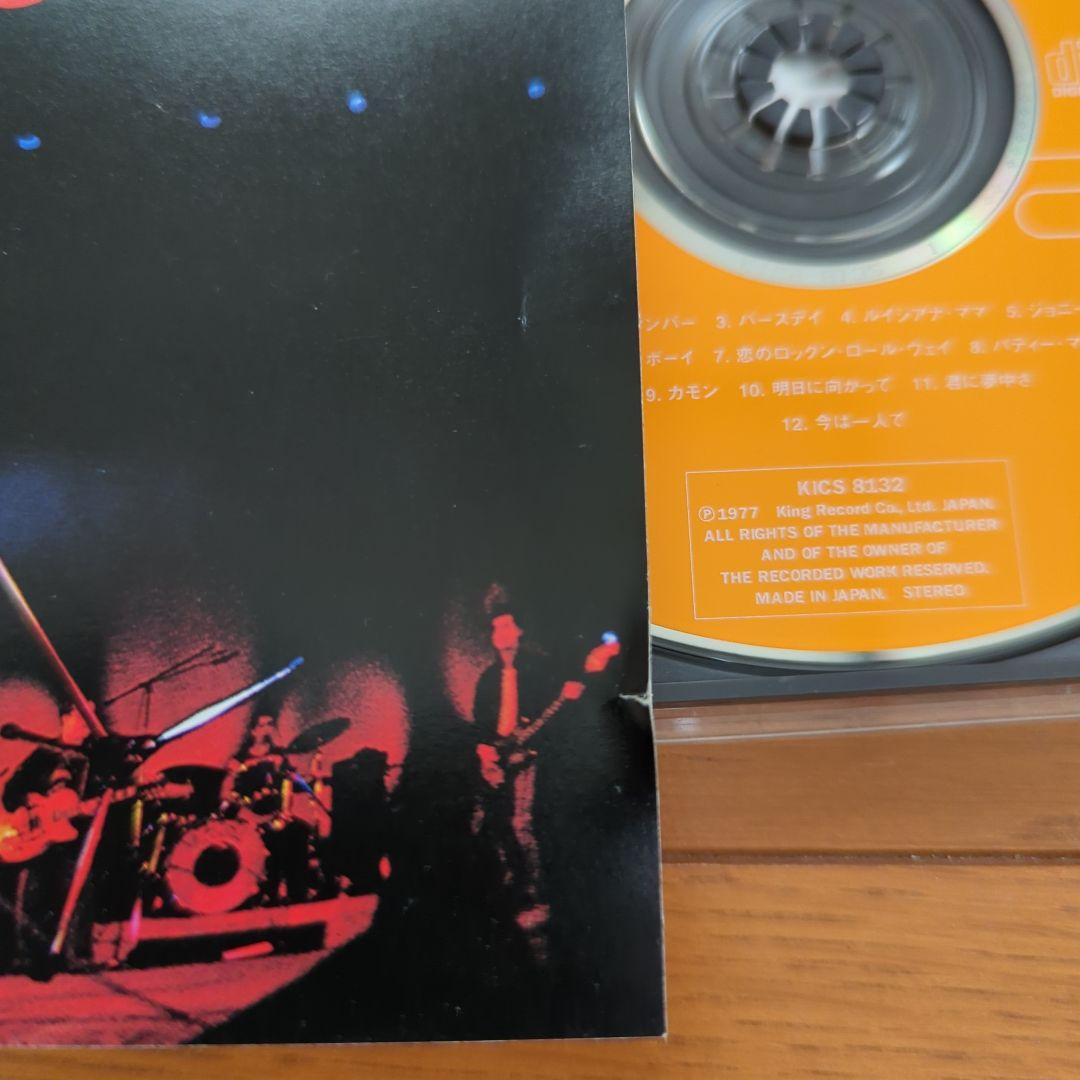 ンバー 3. バースデイ 4. ルイジアナ・ママ 5. ジョニー
ボーイ 7. 恋のロックン・ロール・ウェイ 8. パティー・マ
9. カモン 10. 明日に向かって 11. 君に夢中さ
12. 今は一人で
KICS 8132
Ⓟ1977 King Record Co., Ltd. JAPAN.
ALL RIGHTS OF THE MANUFACTURER
AND OF THE OWNER OF
THE RECORDED WORK RESERVED.
MADE IN JAPAN. STEREO